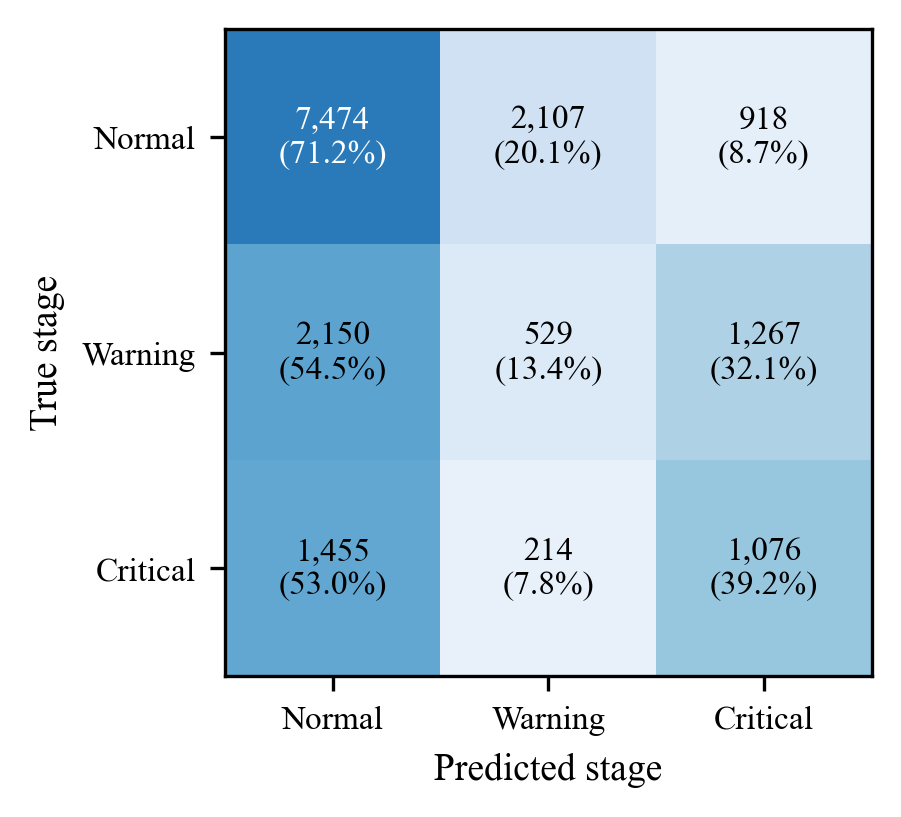 7,474
(71.2%)
2,107
(20.1%)
918
(8.7%)
Normal
2,150
(54.5%)
529
(13.4%)
1,267
(32.1%)
Warning
1,455
(53.0%)
214
(7.8%)
1,076
(39.2%)
Critical
True stage
Normal
Warning
Critical
Predicted stage